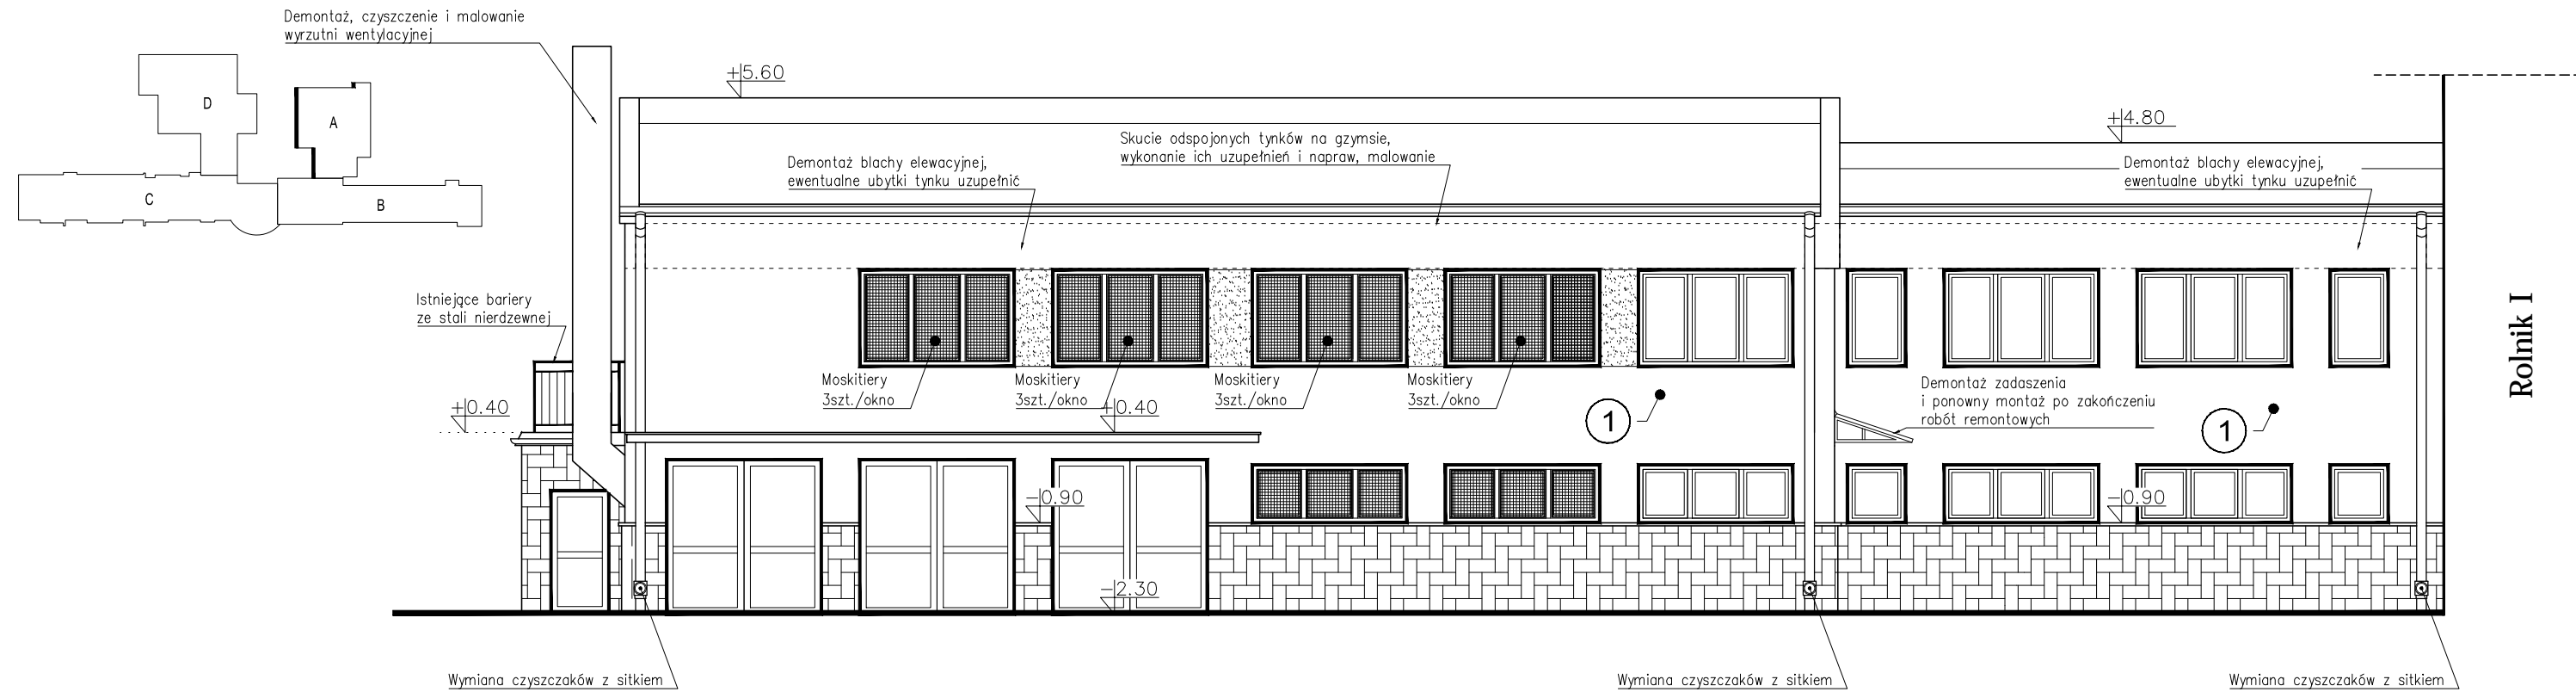 Demontaż, czyszczenie i malowanie
wyrzutni wentylacyjnej
D
A
C
B
+5.60
+4.80
Skucie odspojonych tynków na gzymsie,
wykonanie ich uzupełnień i napraw, malowanie
Demontaż blachy elewacyjnej,
ewentualne ubytki tynku uzupełnić
Demontaż blachy elewacyjnej,
ewentualne ubytki tynku uzupełnić
Istniejące bariery
ze stali nierdzewnej
Rolnik I
Moskitiery
3szt./okno
Moskitiery
3szt./okno
Moskitiery
3szt./okno
Moskitiery
3szt./okno
Demontaż zadaszenia
i ponowny montaż po zakończeniu
robót remontowych
+0.40
+0.40
1
1
-0.90
-0.90
-2.30
Wymiana czyszczaków z sitkiem
Wymiana czyszczaków z sitkiem
Wymiana czyszczaków z sitkiem